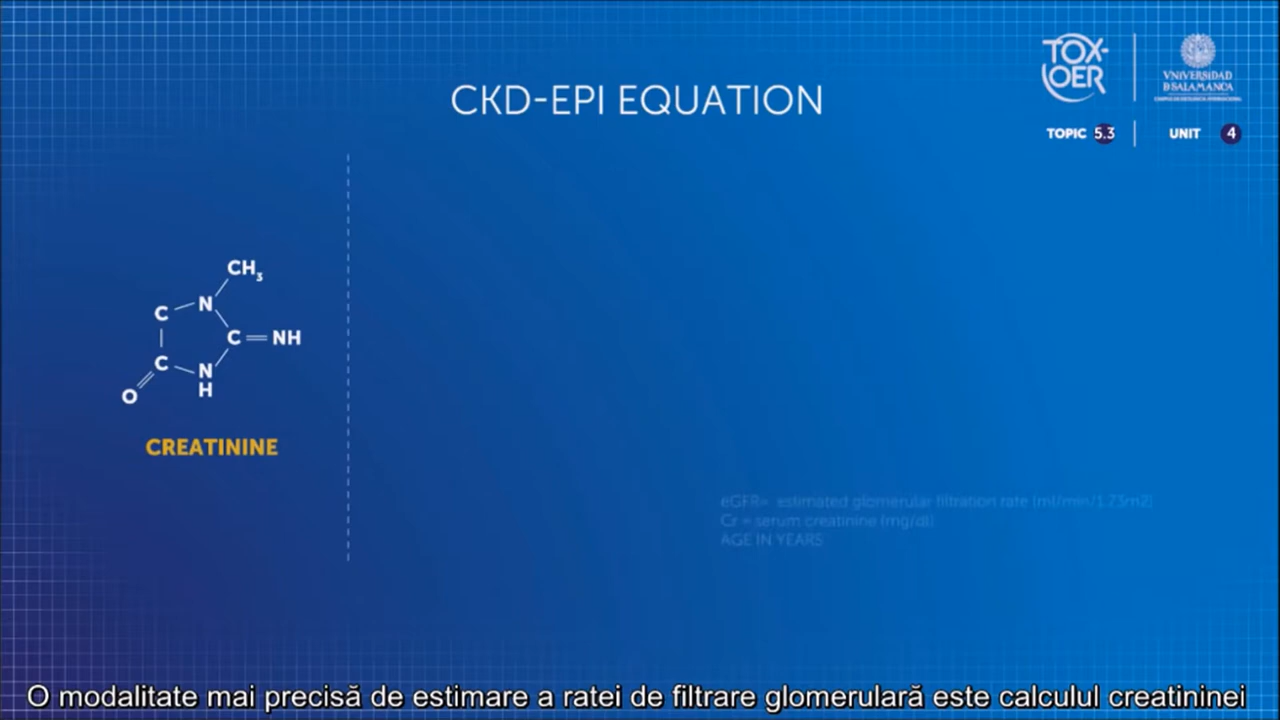 TOX-
OER
VNIVERSIDAD
D SALAMANCA
CKD-EPI EQUATION
TOPIC 5.3
UNIT 4
CH3
C
N
C
NH
C
N
H
O
CREATININE
eGFR= estimated glomerular filtration rate (ml/min/1.73m2)
Cr = serum creatinine (mg/dl)
AGE IN YEARS
O modalitate mai precisă de estimare a ratei de filtrare glomerulară este calculul creatininei